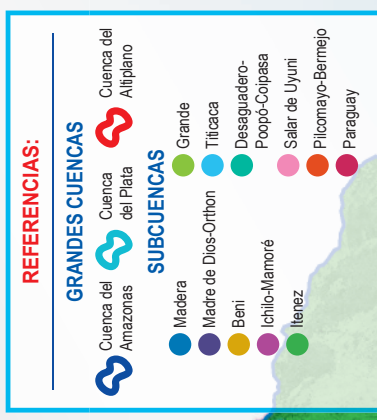 REFERENCIAS:
GRANDES CUENCAS
Cuenca del
Amazonas
Cuenca
del Plata
Cuenca del
Altiplano
SUBCUENCAS
Madera
Madre de Dios-Orthon
Beni
Ichilo-Mamoré
Itenez
Grande
Titicaca
Desaguadero-
Poopó-Coipasa
Salar de Uyuni
Pilcomayo-Bermejo
Paraguay